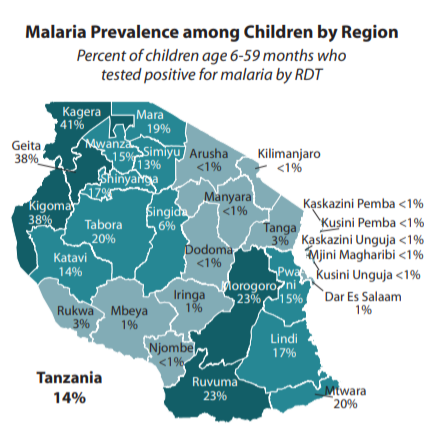 Malaria Prevalence among Children by Region
Percent of children age 6-59 months who
tested positive for malaria by RDT
Kagera
41%
Mara
19%
Geita
38%
Mwanza
15%
Simiyu
13%
Arusha
<1%
Kilimanjaro
<1%
Shinyanga
17%
Kigoma
38%
Tabora
20%
Singida
6%
Manyara
<1%
Tanga
3%
Kaskazini Pemba <1%
Kusini Pemba <1%
Kaskazini Unguja <1%
Mjini Magharibi <1%
Kusini Unguja <1%
Dar Es Salaam
1%
Katavi
14%
Dodoma
<1%
Morogoro
23%
Pwani
15%
Rukwa
3%
Mbeya
1%
Iringa
1%
Njombe
<1%
Lindi
17%
Ruvuma
23%
Mtwara
20%
Tanzania
14%